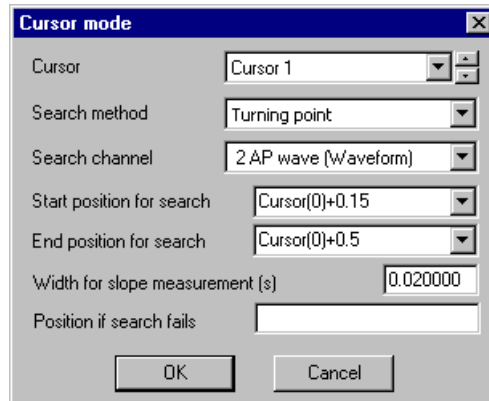 Cursor mode
Cursor Cursor 1
Search method Turning point
Search channel 2 AP wave (Waveform)
Start position for search Cursor(0)+0.15
End position for search Cursor(0)+0.5
Width for slope measurement (s) 0.020000
Position if search fails
OK Cancel